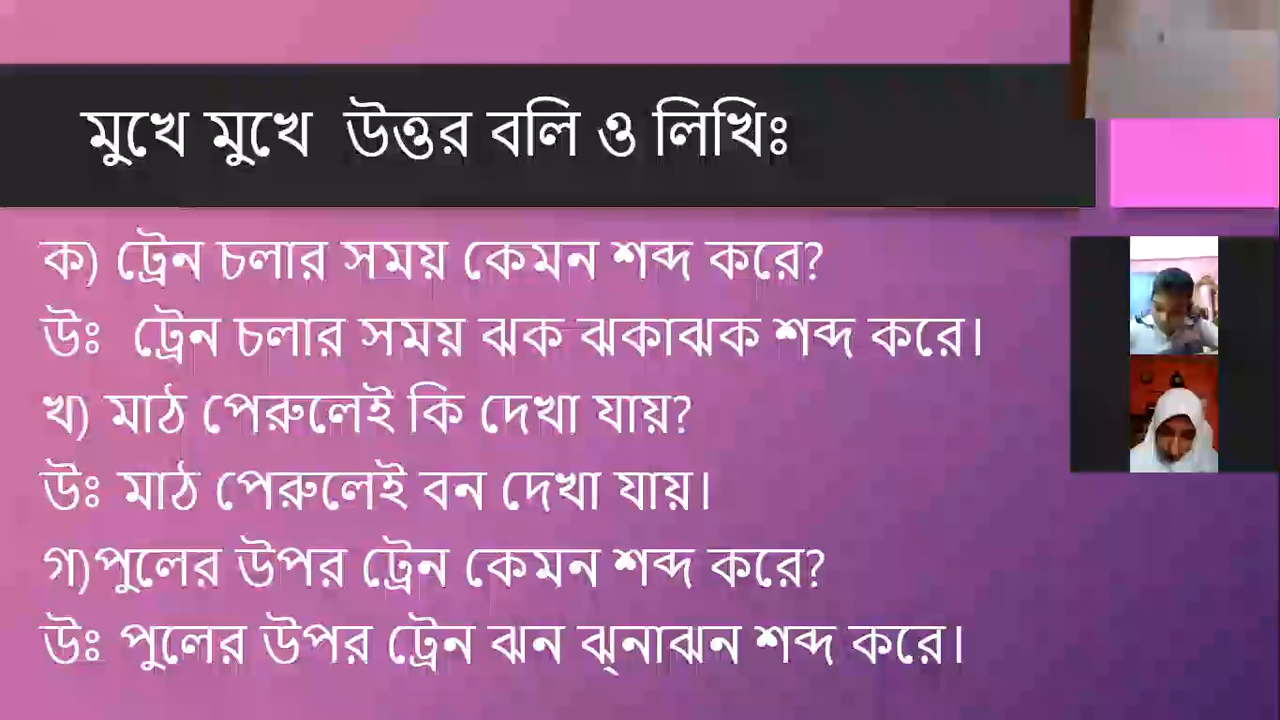 মুখে মুখে উত্তর বলি ও লিখিঃ
ক) ট্রেন চলার সময় কেমন শব্দ করে?
উঃ ট্রেন চলার সময় ঝক ঝকাঝক শব্দ করে।
খ) মাঠ পেরুলেই কি দেখা যায়?
উঃ মাঠ পেরুলেই বন দেখা যায়।
গ)পুলের উপর ট্রেন কেমন শব্দ করে?
উঃ পুলের উপর ট্রেন ঝন ঝ্‌নাঝন শব্দ করে।